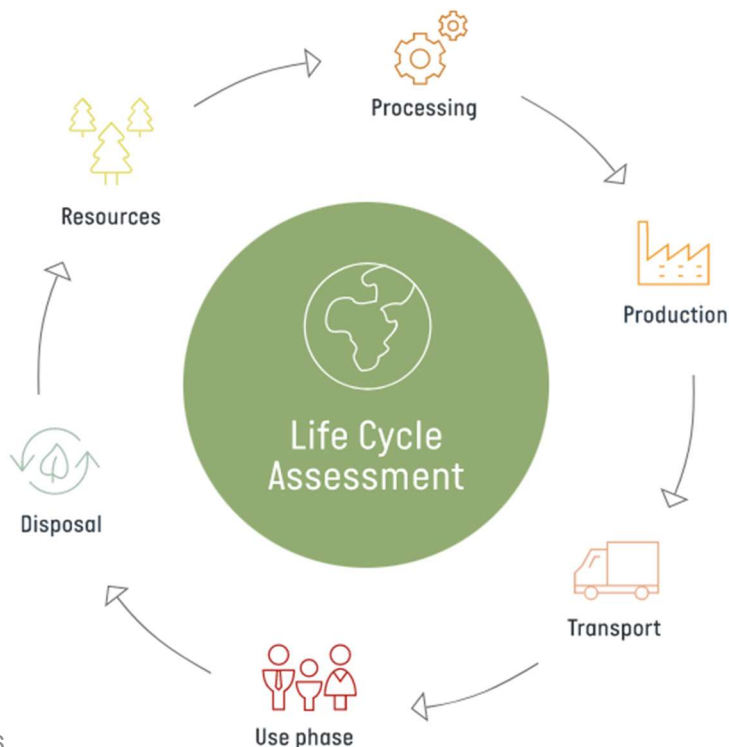 Processing
Resources
Production
Life Cycle
Assessment
Disposal
Transport
Use phase